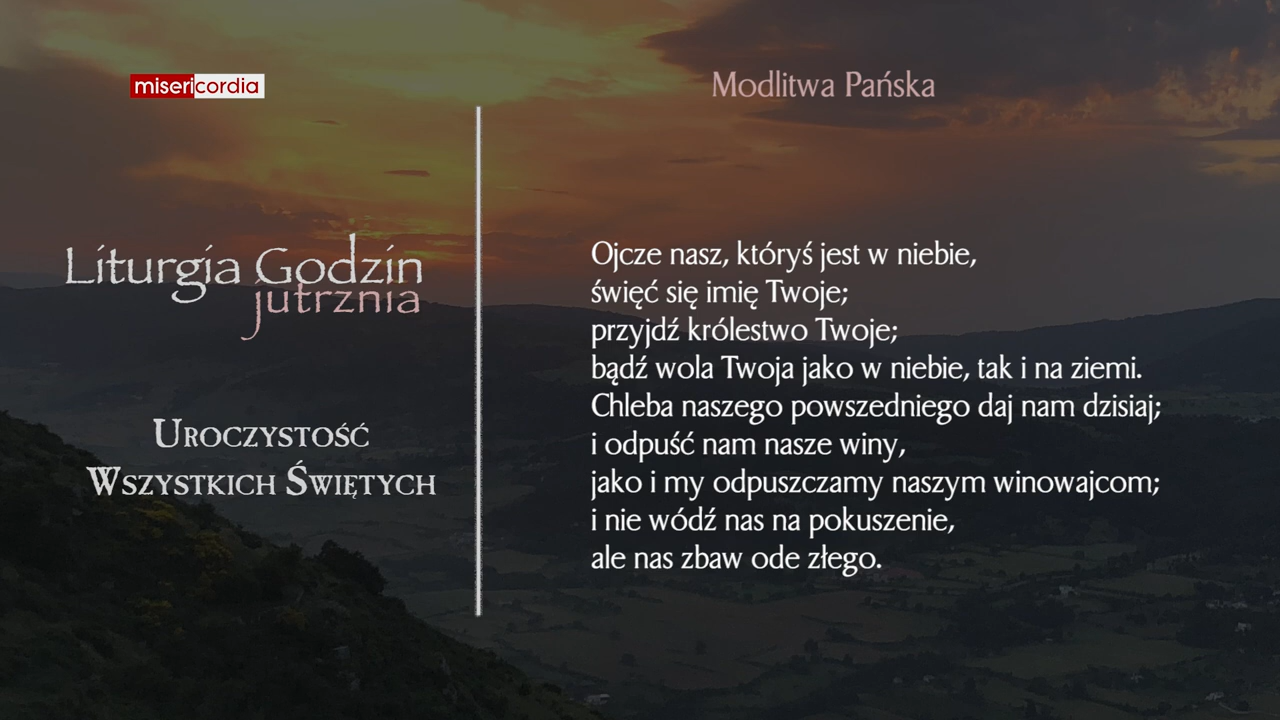 misericordia
Liturgia Godzin
jutrznia
Uroczystość
Wszystkich Świętych
Modlitwa Pańska
Ojcze nasz, któryś jest w niebie,
święć się imię Twoje;
przyjdź królestwo Twoje;
bądź wola Twoja jako w niebie, tak i na ziemi.
Chleba naszego powszedniego daj nam dzisiaj;
i odpuść nam nasze winy,
jako i my odpuszczamy naszym winowajcom;
i nie wódź nas na pokuszenie,
ale nas zbaw ode złego.